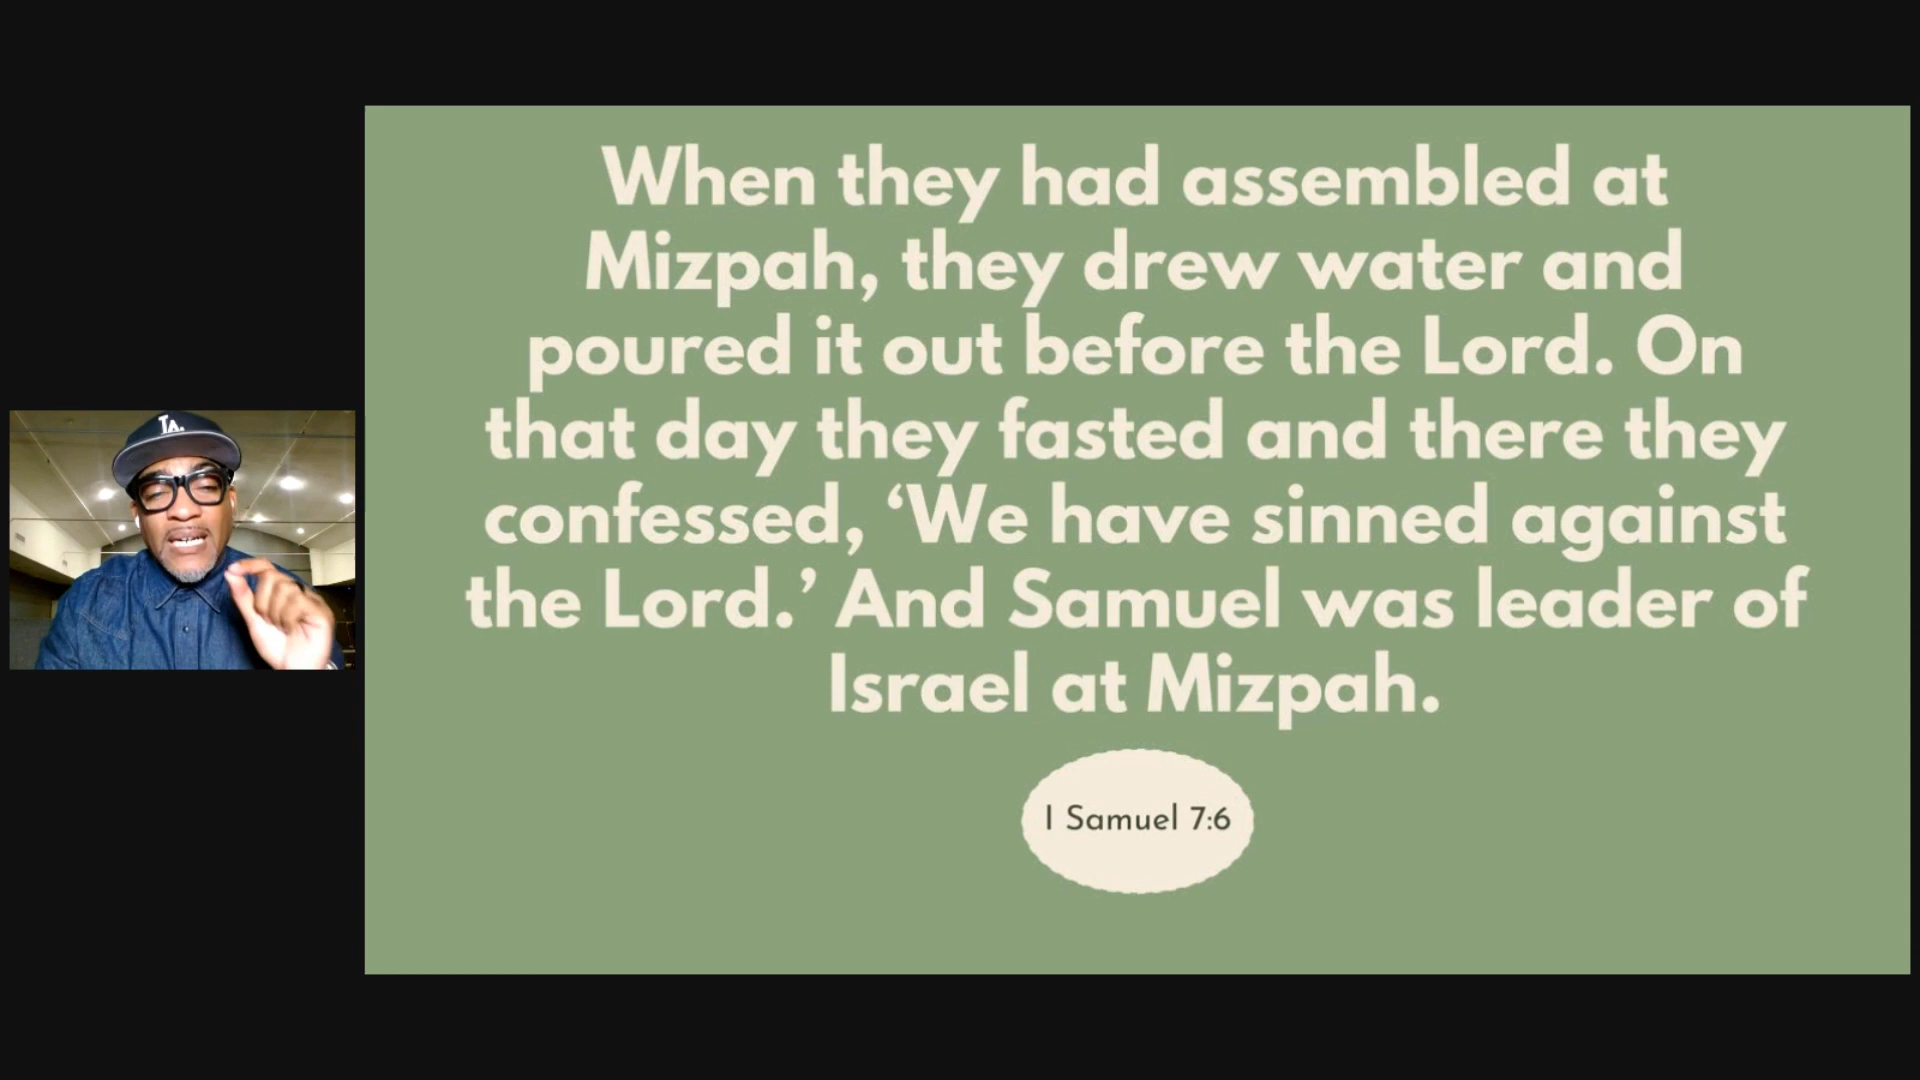 LA
When they had assembled at
Mizpah, they drew water and
poured it out before the Lord. On
that day they fasted and there they
confessed, ‘We have sinned against
the Lord.’ And Samuel was leader of
Israel at Mizpah.
I Samuel 7:6